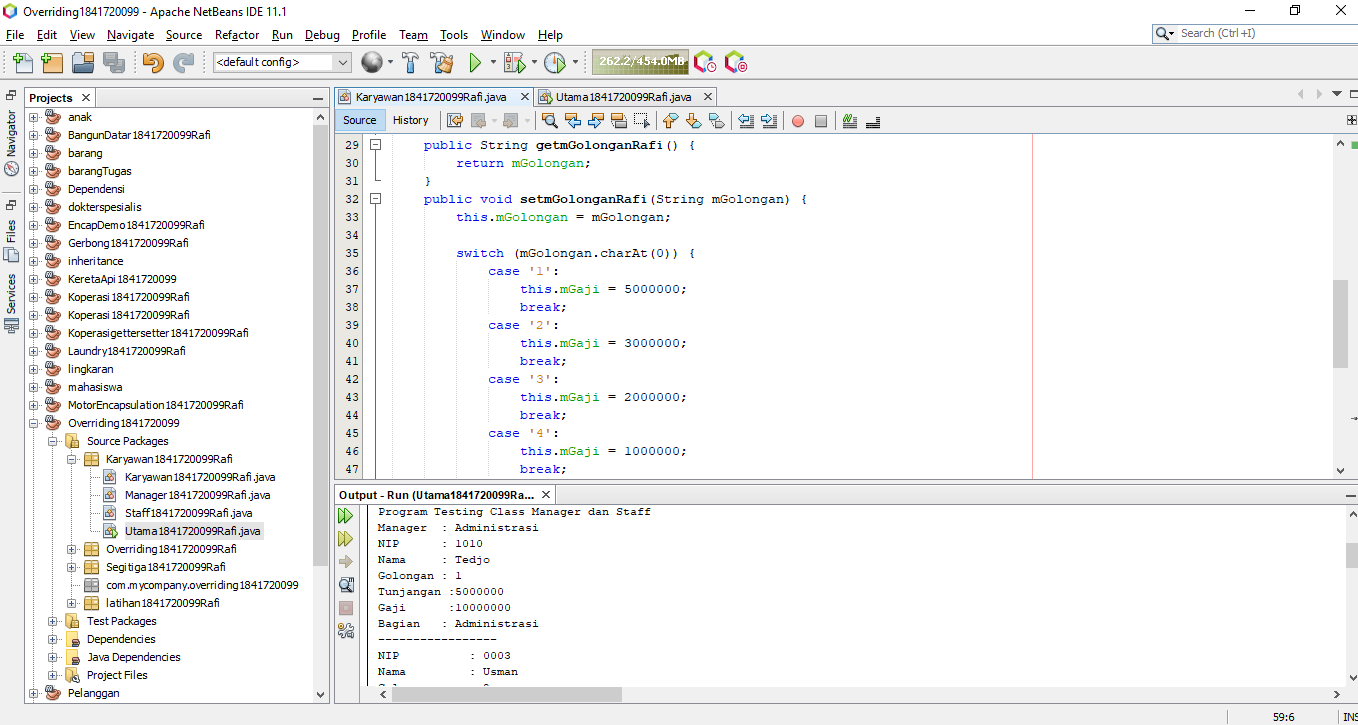 Overriding1841720099 - Apache NetBeans IDE 11.1
File Edit View Navigate Source Refactor Run Debug Profile Team Tools Window Help
Search (Ctrl+I)
<default config>
262.2/454.0MB
Navigator
Files
Services
Projects
anak
BangunDatar1841720099Rafi
barang
barangTugas
Dependensi
dokterspesialis
EncapDemo1841720099Rafi
Gerbong1841720099Rafi
inheritance
KeretaApi1841720099
Koperasi1841720099Rafi
Koperasi1841720099Rafi
Koperasigettersetter1841720099Rafi
Laundry1841720099Rafi
lingkaran
mahasiswa
MotorEncapsulation1841720099Rafi
Overriding1841720099
Source Packages
Karyawan1841720099Rafi
Karyawan1841720099Rafi.java
Manager1841720099Rafi.java
Staff1841720099Rafi.java
Utama1841720099Rafi.java
Overriding1841720099Rafi
Segitiga1841720099Rafi
com.mycompany.overriding1841720099
latihan1841720099Rafi
Test Packages
Dependencies
Java Dependencies
Project Files
Pelanggan
Karyawan1841720099Rafi.java Utama1841720099Rafi.java
Source History
29 public String getmGolonganRafi() {
30 return mGolongan;
31 }
32 public void setmGolonganRafi(String mGolongan) {
33 this.mGolongan = mGolongan;
34
35 switch (mGolongan.charAt(0)) {
36 case '1':
37 this.mGaji = 5000000;
38 break;
39 case '2':
40 this.mGaji = 3000000;
41 break;
42 case '3':
43 this.mGaji = 2000000;
44 break;
45 case '4':
46 this.mGaji = 1000000;
47 break;
Output - Run (Utama1841720099Ra...
Program Testing Class Manager dan Staff
Manager : Administrasi
NIP : 1010
Nama : Tedjo
Golongan : 1
Tunjangan :5000000
Gaji :10000000
Bagian : Administrasi
-----------------
NIP : 0003
Nama : Usman
59:6 INS